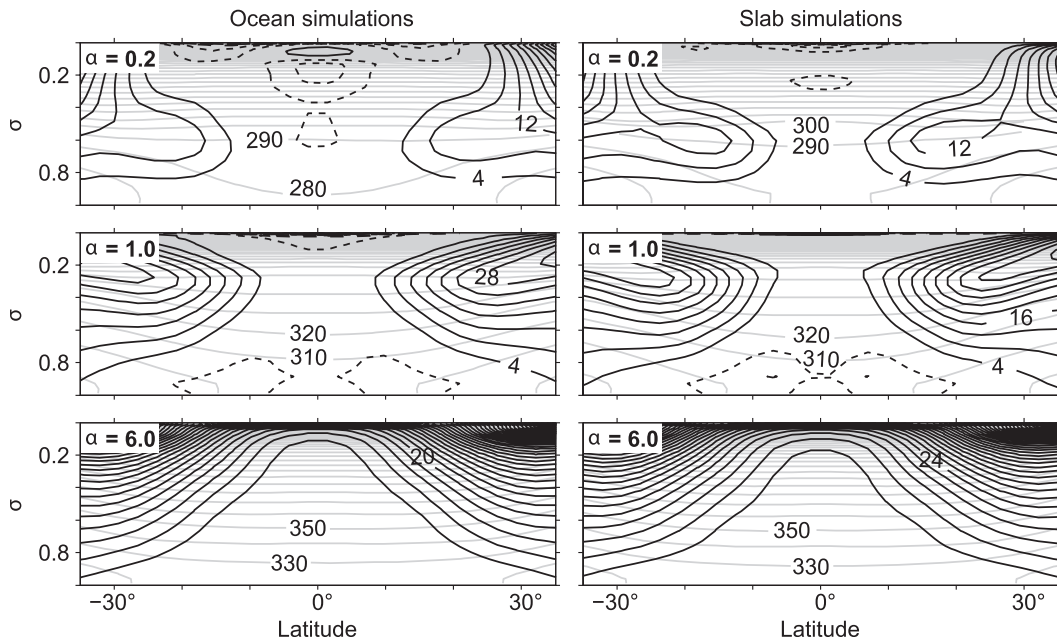 Ocean simulations
Slab simulations
α = 0.2
12
290
4
280
α = 0.2
300
290
12
4
0.2
0.8
σ
α = 1.0
28
320
310
4
α = 1.0
16
320
310
4
0.2
0.8
σ
α = 6.0
20
350
330
α = 6.0
24
350
330
0.2
0.8
σ
−30° 0° 30°
−30° 0° 30°
Latitude
Latitude